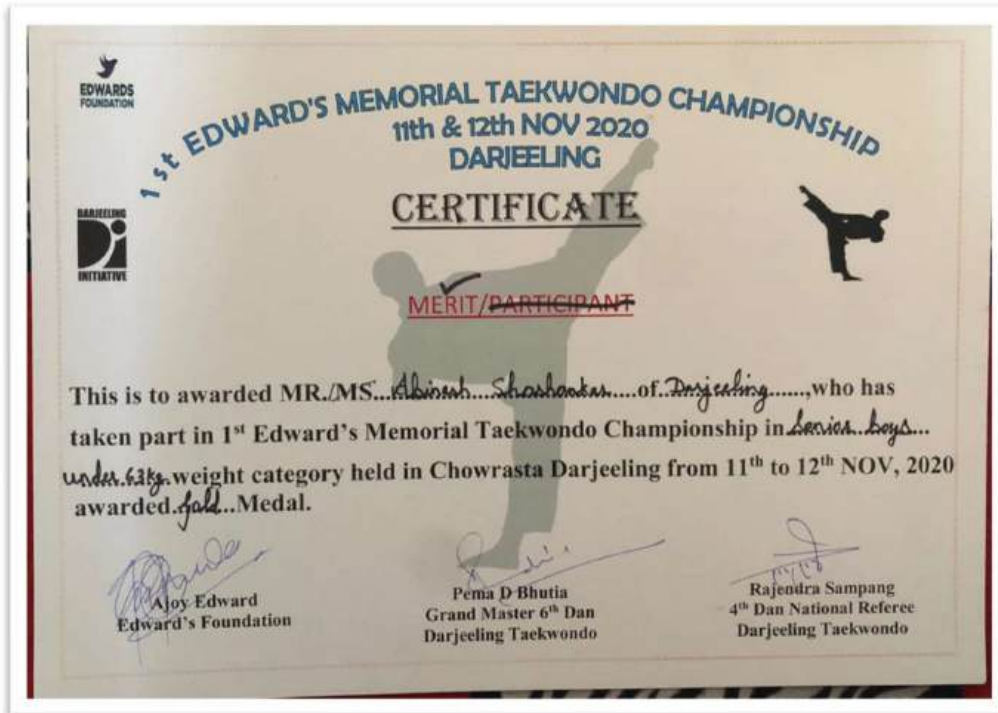 EDWARDS
FOUNDATION
1st EDWARD'S MEMORIAL TAEKWONDO CHAMPIONSHIP
11th & 12th NOV 2020
DARJEELING
CERTIFICATE
DARJEELING
Di
INITIATIVE
MERIT/PARTICIPANT
This is to awarded MR./MS...Abinash....Shashankar....of..Darjeeling......,who has
taken part in 1st Edward's Memorial Taekwondo Championship in.Senior..boys...
under.63kg.weight category held in Chowrasta Darjeeling from 11th to 12th NOV, 2020
awarded.Gold...Medal.
Ajoy Edward
Edward's Foundation
Pema D Bhutia
Grand Master 6th Dan
Darjeeling Taekwondo
Rajendra Sampang
4th Dan National Referee
Darjeeling Taekwondo